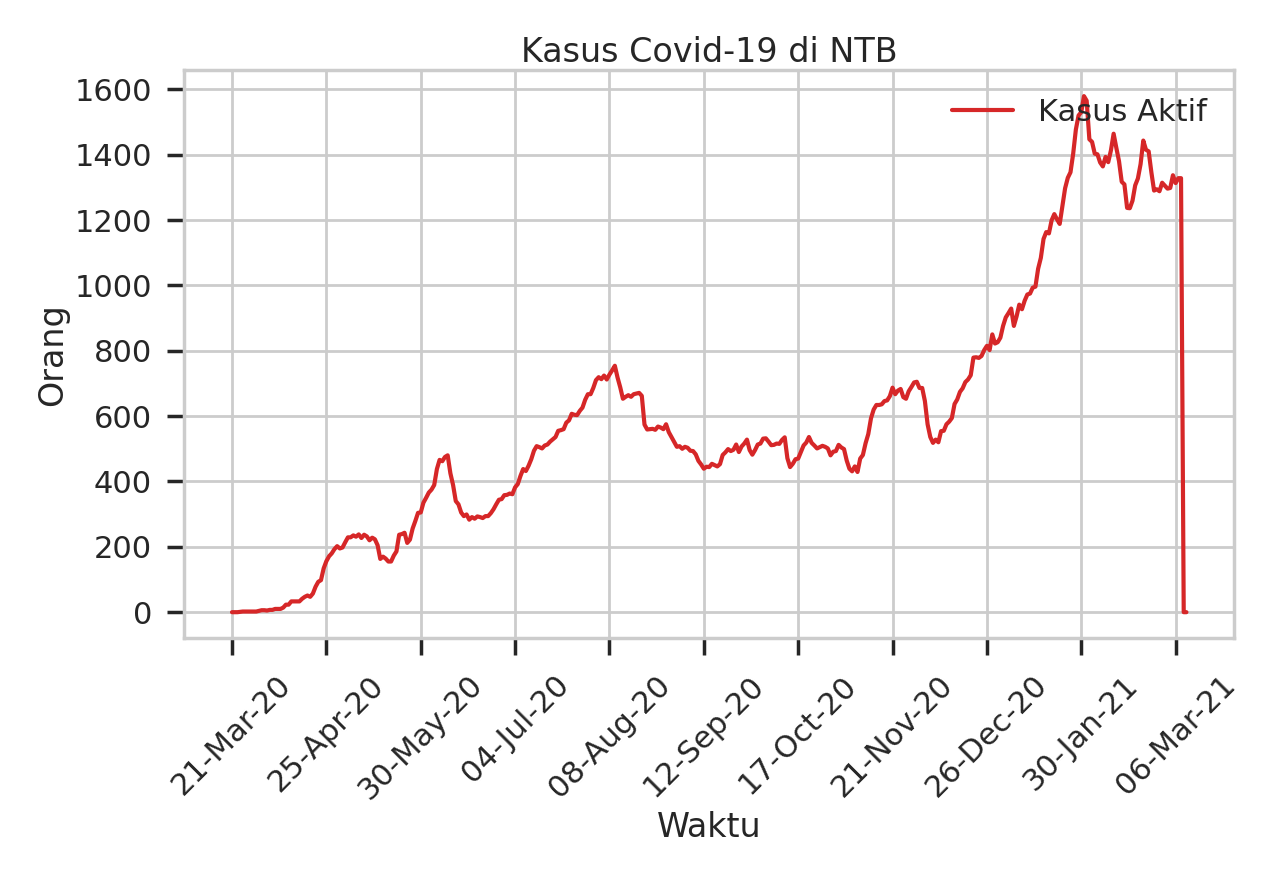 Kasus Covid-19 di NTB
Kasus Aktif
1600
1400
1200
1000
800
600
400
200
0
Orang
21-Mar-20
25-Apr-20
30-May-20
04-Jul-20
08-Aug-20
12-Sep-20
17-Oct-20
21-Nov-20
26-Dec-20
30-Jan-21
06-Mar-21
Waktu